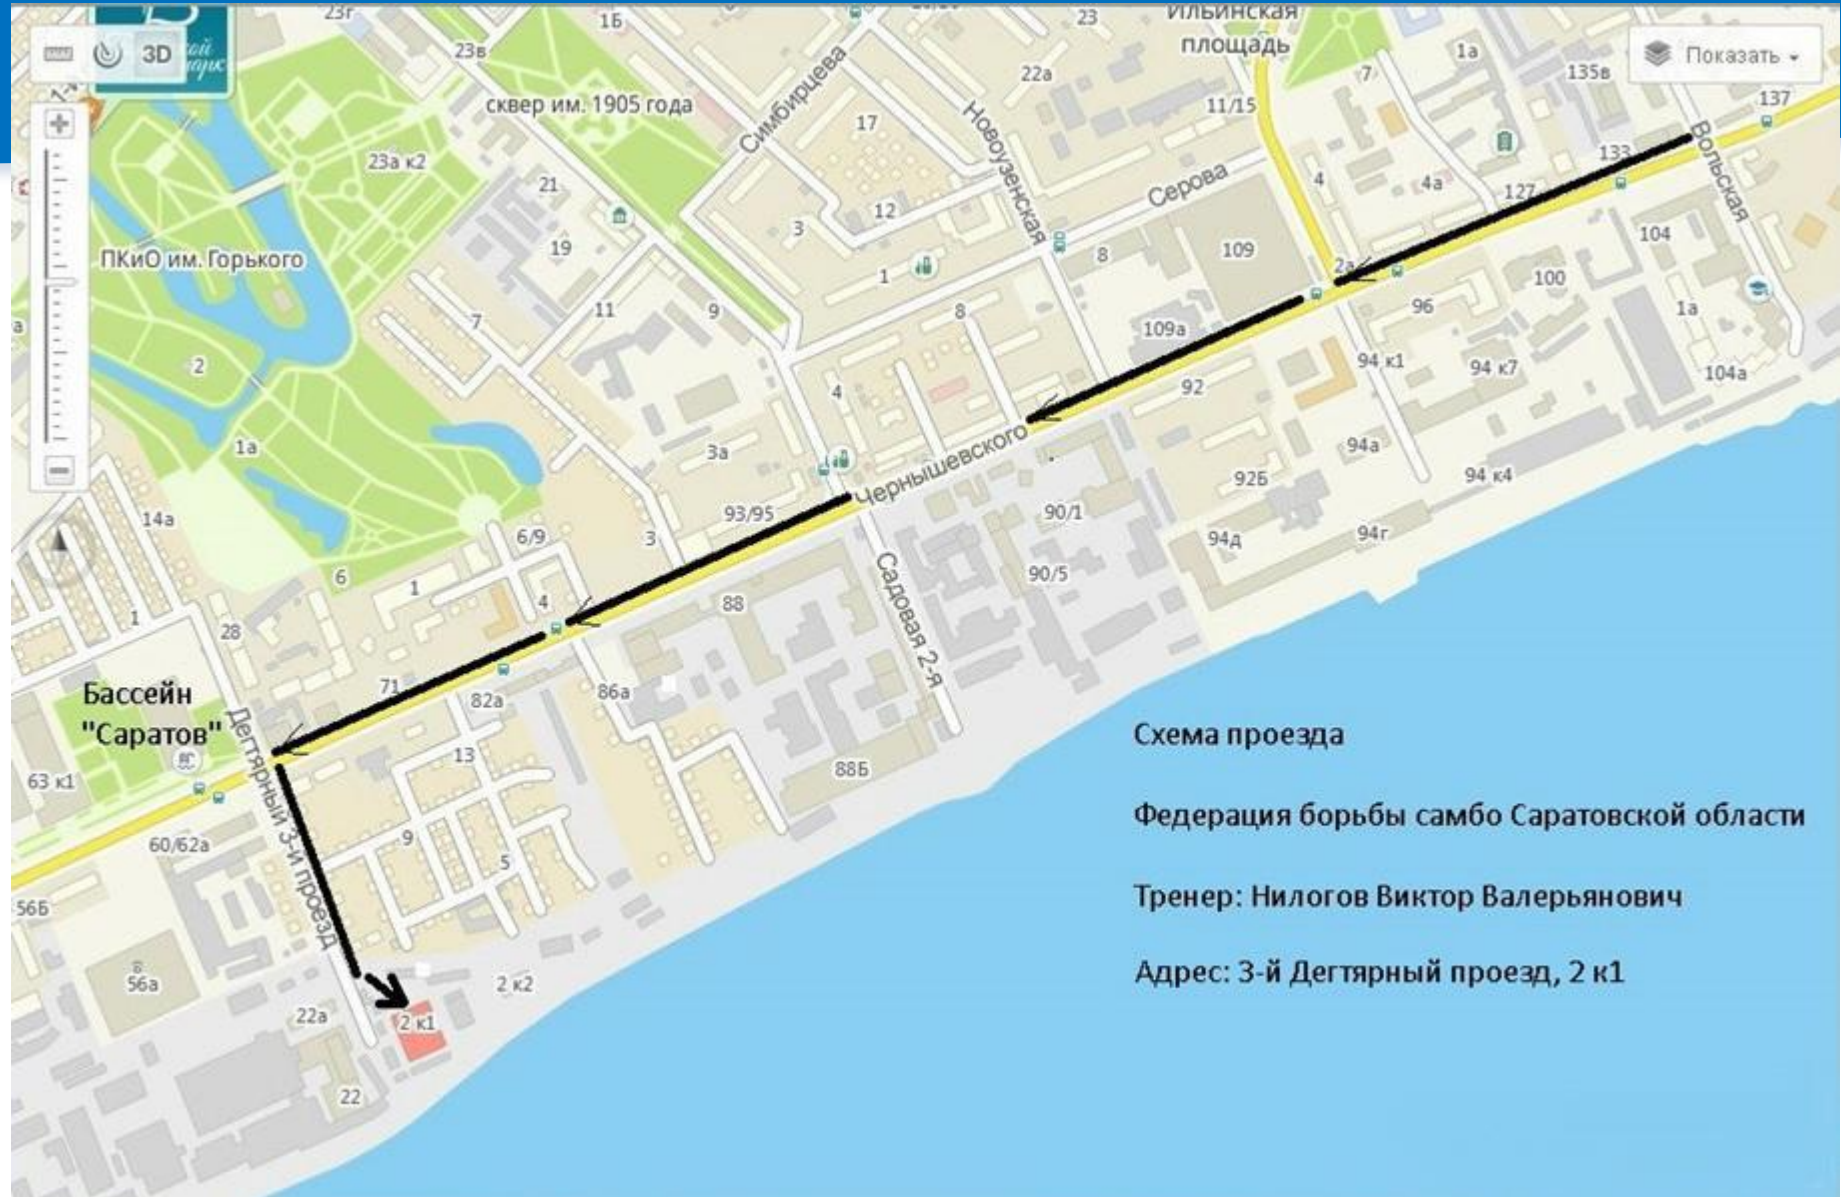 23г
1Б
23
Ильинская
площадь
1а
135в
Показать
3D
23в
22а
7
137
сквер им. 1905 года
Симбирцева
17
Новоузенская
11/15
Вольская
23а к2
133
21
Серова
4
4а
127
12
3
ПКиО им. Горького
19
8
109
2а
104
1
100
96
1а
7
11
9
8
109а
2
4
92
94 к1
94 к7
104а
1а
3а
Чернышевского
94а
92Б
94 к4
14а
93/95
6/9
3
90/1
94д
94г
6
1
4
88
90/5
Садовая 2-я
1
28
71
82а
86а
Бассейн
"Саратов"
Дегтярный 3-й проезд
63 к1
13
88Б
60/62а
9
5
56Б
56а
22а
2 к1
2 к2
22
Схема проезда
Федерация борьбы самбо Саратовской области
Тренер: Нилогов Виктор Валерьянович
Адрес: 3-й Дегтярный проезд, 2 к1